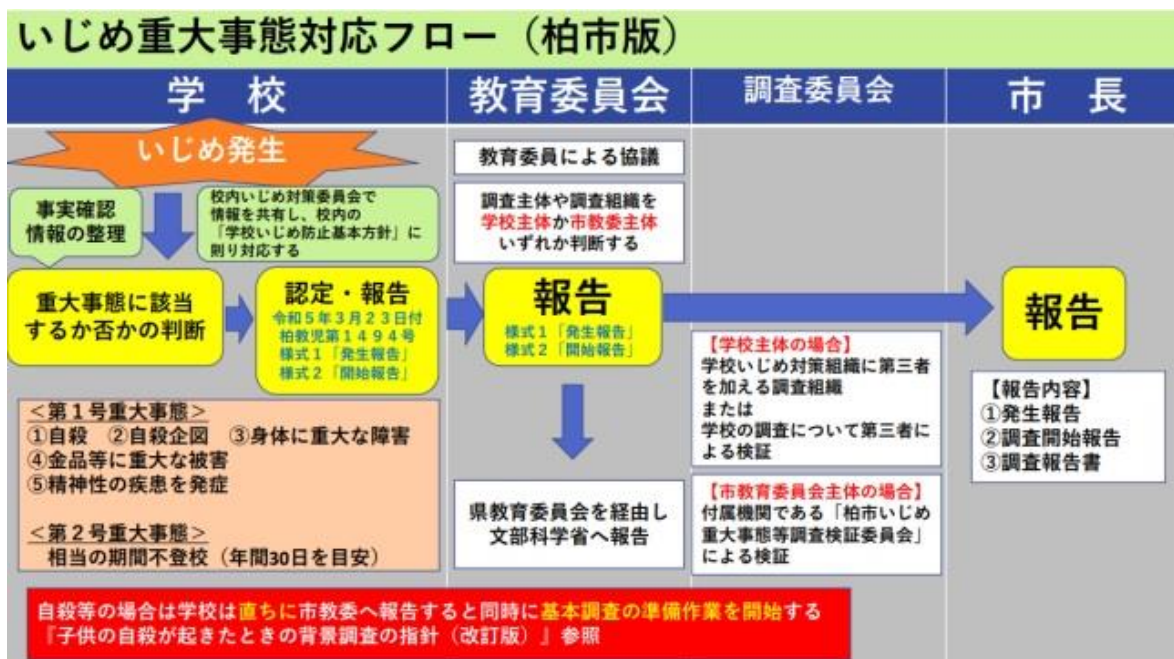 いじめ重大事態対応フロー（柏市版）
学　校
教育委員会
調査委員会
市　長
いじめ発生
事実確認
情報の整理
校内いじめ対策委員会で
情報を共有し、校内の
「学校いじめ防止基本方針」に
則り対応する
重大事態に該当
するか否かの判断
認定・報告
令和５年３月２３日付
柏教児第１４９４号
様式１「発生報告」
様式２「開始報告」
＜第１号重大事態＞
①自殺　②自殺企図　③身体に重大な障害
④金品等に重大な被害
⑤精神性の疾患を発症
＜第２号重大事態＞
相当の期間不登校（年間30日を目安）
教育委員による協議
調査主体や調査組織を
学校主体か市教委主体
いずれか判断する
報告
様式１「発生報告」
様式２「開始報告」
県教育委員会を経由し
文部科学省へ報告
【学校主体の場合】
学校いじめ対策組織に第三者
を加える調査組織
または
学校の調査について第三者に
よる検証
【市教育委員会主体の場合】
付属機関である「柏市いじめ
重大事態等調査検証委員会」
による検証
報告
【報告内容】
①発生報告
②調査開始報告
③調査報告書
自殺等の場合は学校は直ちに市教委へ報告すると同時に基本調査の準備作業を開始する
『子供の自殺が起きたときの背景調査の指針（改訂版）』参照